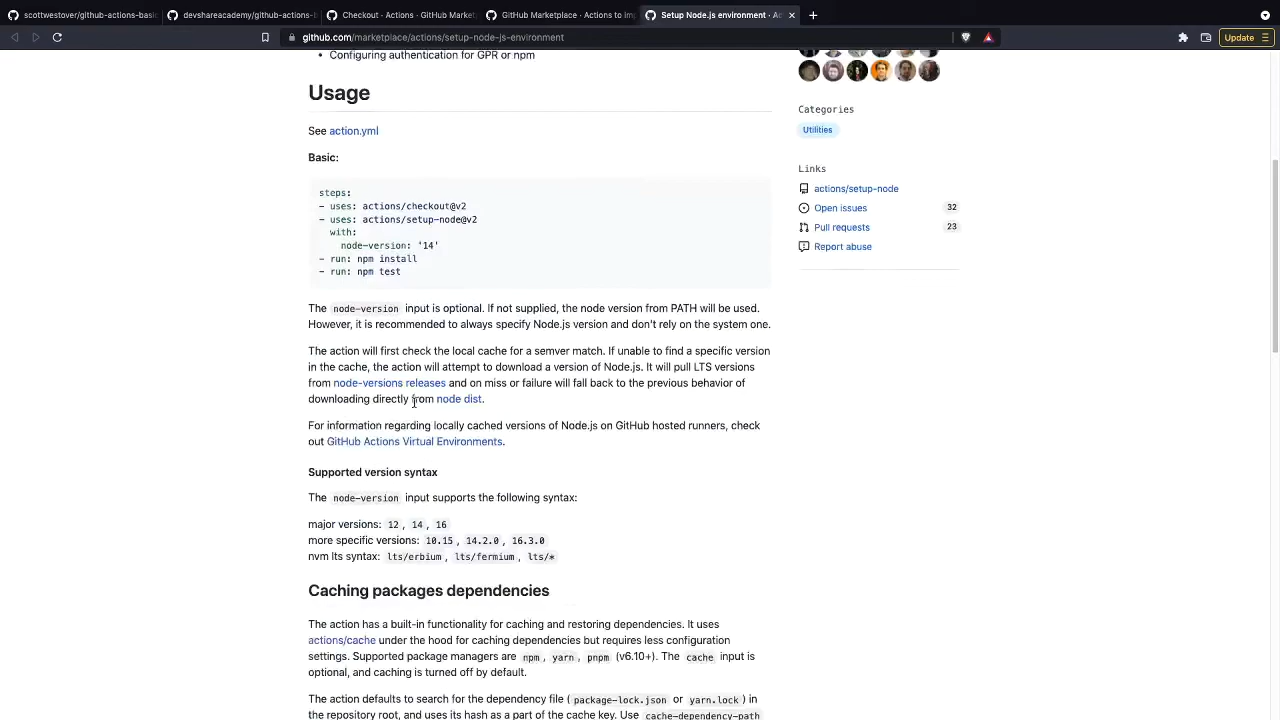 scottwestover/github-actions-basi
devshareacademy/github-actions-b
Checkout · Actions · GitHub Market
GitHub Marketplace · Actions to im
Setup Node.js environment · Ac
github.com/marketplace/actions/setup-node-js-environment
Update
• Configuring authentication for GPR or npm
Usage
See action.yml
Basic:
steps:
- uses: actions/checkout@v2
- uses: actions/setup-node@v2
with:
node-version: '14'
- run: npm install
- run: npm test
The node-version input is optional. If not supplied, the node version from PATH will be used.
However, it is recommended to always specify Node.js version and don't rely on the system one.
The action will first check the local cache for a semver match. If unable to find a specific version
in the cache, the action will attempt to download a version of Node.js. It will pull LTS versions
from node-versions releases and on miss or failure will fall back to the previous behavior of
downloading directly from node dist.
For information regarding locally cached versions of Node.js on GitHub hosted runners, check
out GitHub Actions Virtual Environments.
Supported version syntax
The node-version input supports the following syntax:
major versions: 12 , 14 , 16
more specific versions: 10.15 , 14.2.0 , 16.3.0
nvm lts syntax: lts/erbium , lts/fermium , lts/*
Caching packages dependencies
The action has a built-in functionality for caching and restoring dependencies. It uses
actions/cache under the hood for caching dependencies but requires less configuration
settings. Supported package managers are npm , yarn , pnpm (v6.10+). The cache input is
optional, and caching is turned off by default.
The action defaults to search for the dependency file ( package-lock.json or yarn.lock ) in
the repository root, and uses its hash as a part of the cache key. Use cache-dependency-path
Categories
Utilities
Links
actions/setup-node
Open issues 32
Pull requests 23
Report abuse